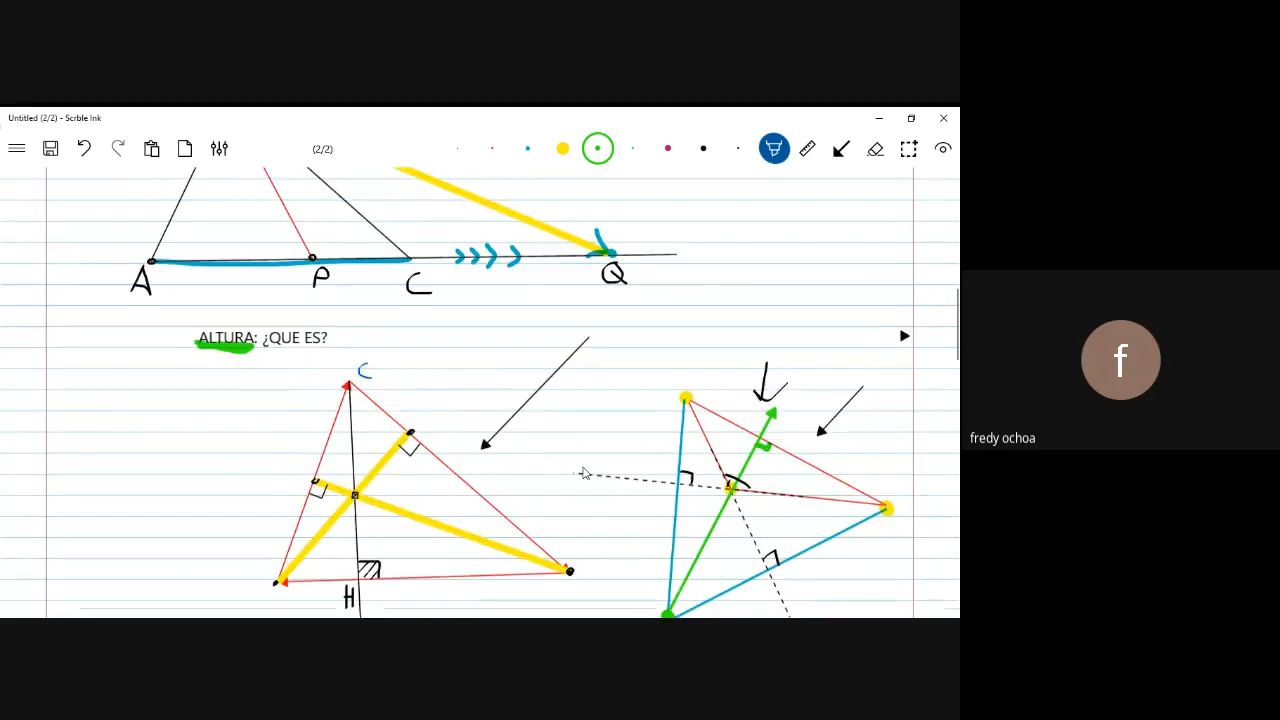 Untitled (2/2) - Scrble Ink
(2/2)
A
P
C
Q
ALTURA: ¿QUE ES?
C
H
f
fredy ochoa